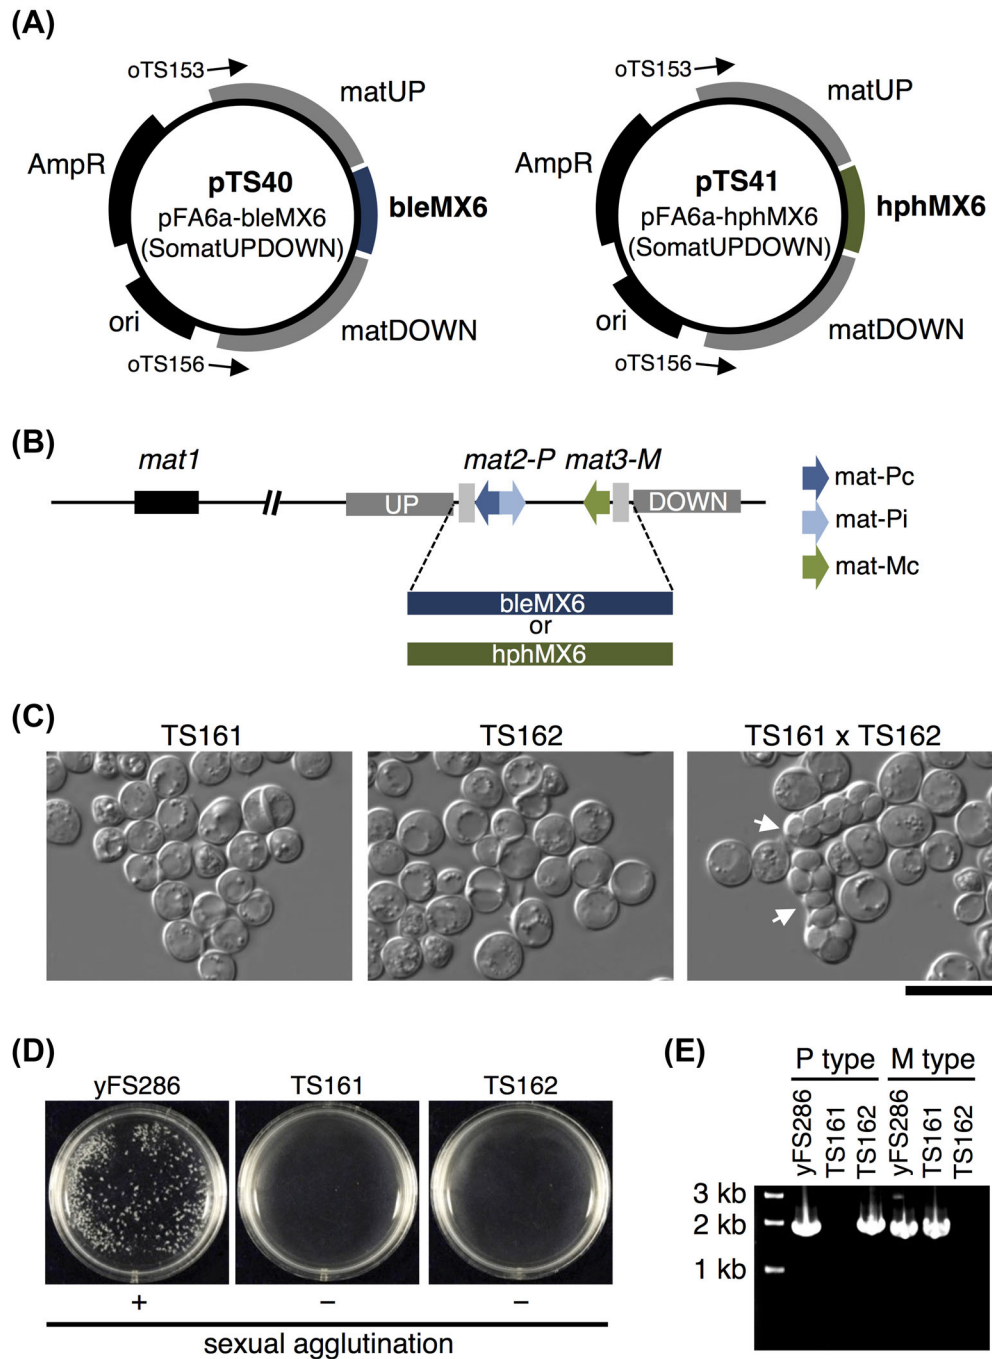 (A)
oTS153
matUP
AmpR
pTS40
pFA6a-bleMX6
(SomatUPDOWN)
bleMX6
ori
matDOWN
oTS156
oTS153
matUP
AmpR
pTS41
pFA6a-hphMX6
(SomatUPDOWN)
hphMX6
ori
matDOWN
oTS156
(B)
mat1
mat2-P
mat3-M
UP
DOWN
bleMX6
or
hphMX6
mat-Pc
mat-Pi
mat-Mc
(C)
TS161
TS162
TS161 x TS162
(D)
yFS286
TS161
TS162
+
–
–
sexual agglutination
(E)
P type
M type
yFS286
TS161
TS162
yFS286
TS161
TS162
3 kb
2 kb
1 kb